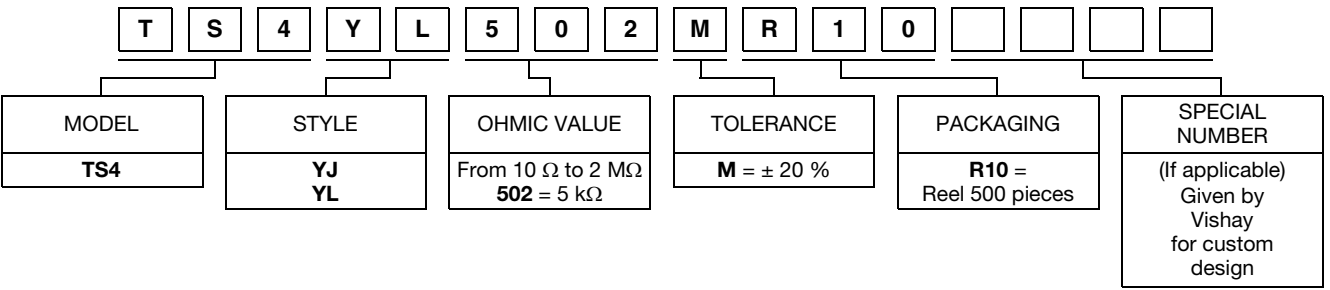 T S 4 Y L 5 0 2 M R 1 0
MODEL
TS4
STYLE
YJ
YL
OHMIC VALUE
From 10 Ω to 2 MΩ
502 = 5 kΩ
TOLERANCE
M = ± 20 %
PACKAGING
R10 =
Reel 500 pieces
SPECIAL
NUMBER
(If applicable)
Given by
Vishay
for custom
design